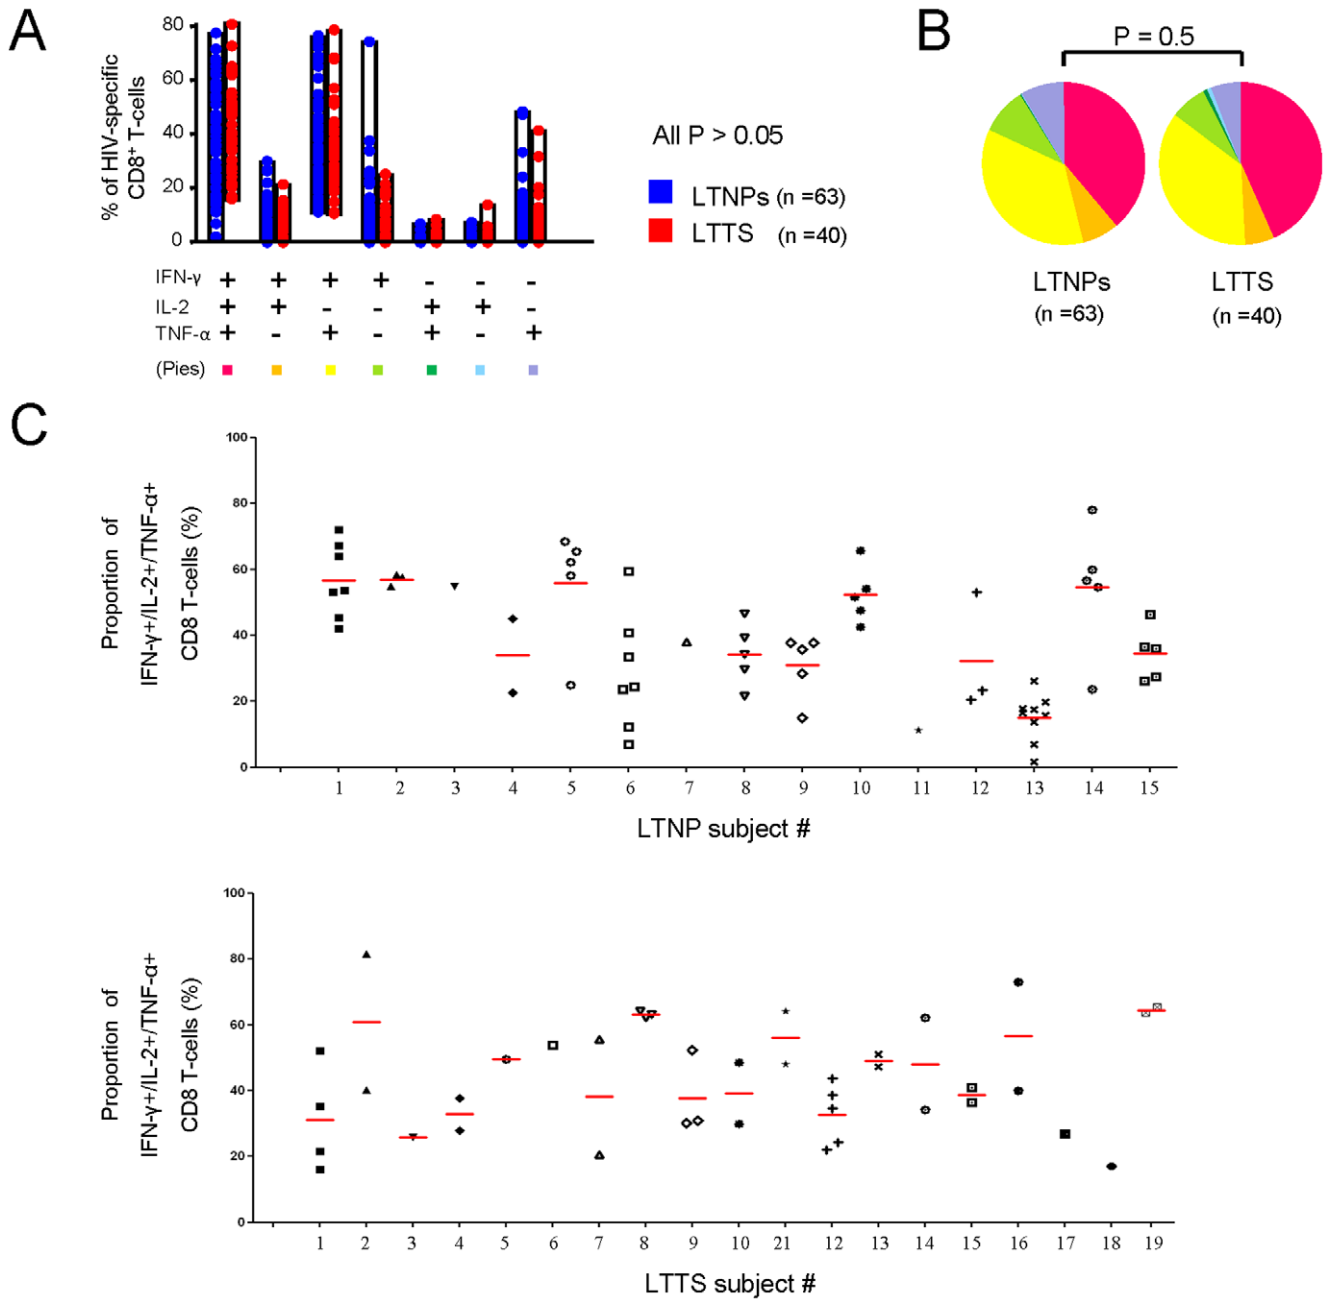 A
% of HIV-specific
CD8⁺ T-cells
80
60
40
20
0
IFN-γ + + + + - - -
IL-2 + + - - + + -
TNF-α + - + - + - +
(Pies)
All P > 0.05
LTNPs (n =63)
LTTS (n =40)
B
P = 0.5
LTNPs LTTS
(n =63) (n =40)
C
Proportion of
IFN-γ+/IL-2+/TNF-α+
CD8 T-cells (%)
100
80
60
40
20
0
1 2 3 4 5 6 7 8 9 10 11 12 13 14 15
LTNP subject #
Proportion of
IFN-γ+/IL-2+/TNF-α+
CD8 T-cells (%)
100
80
60
40
20
0
1 2 3 4 5 6 7 8 9 10 21 12 13 14 15 16 17 18 19
LTTS subject #